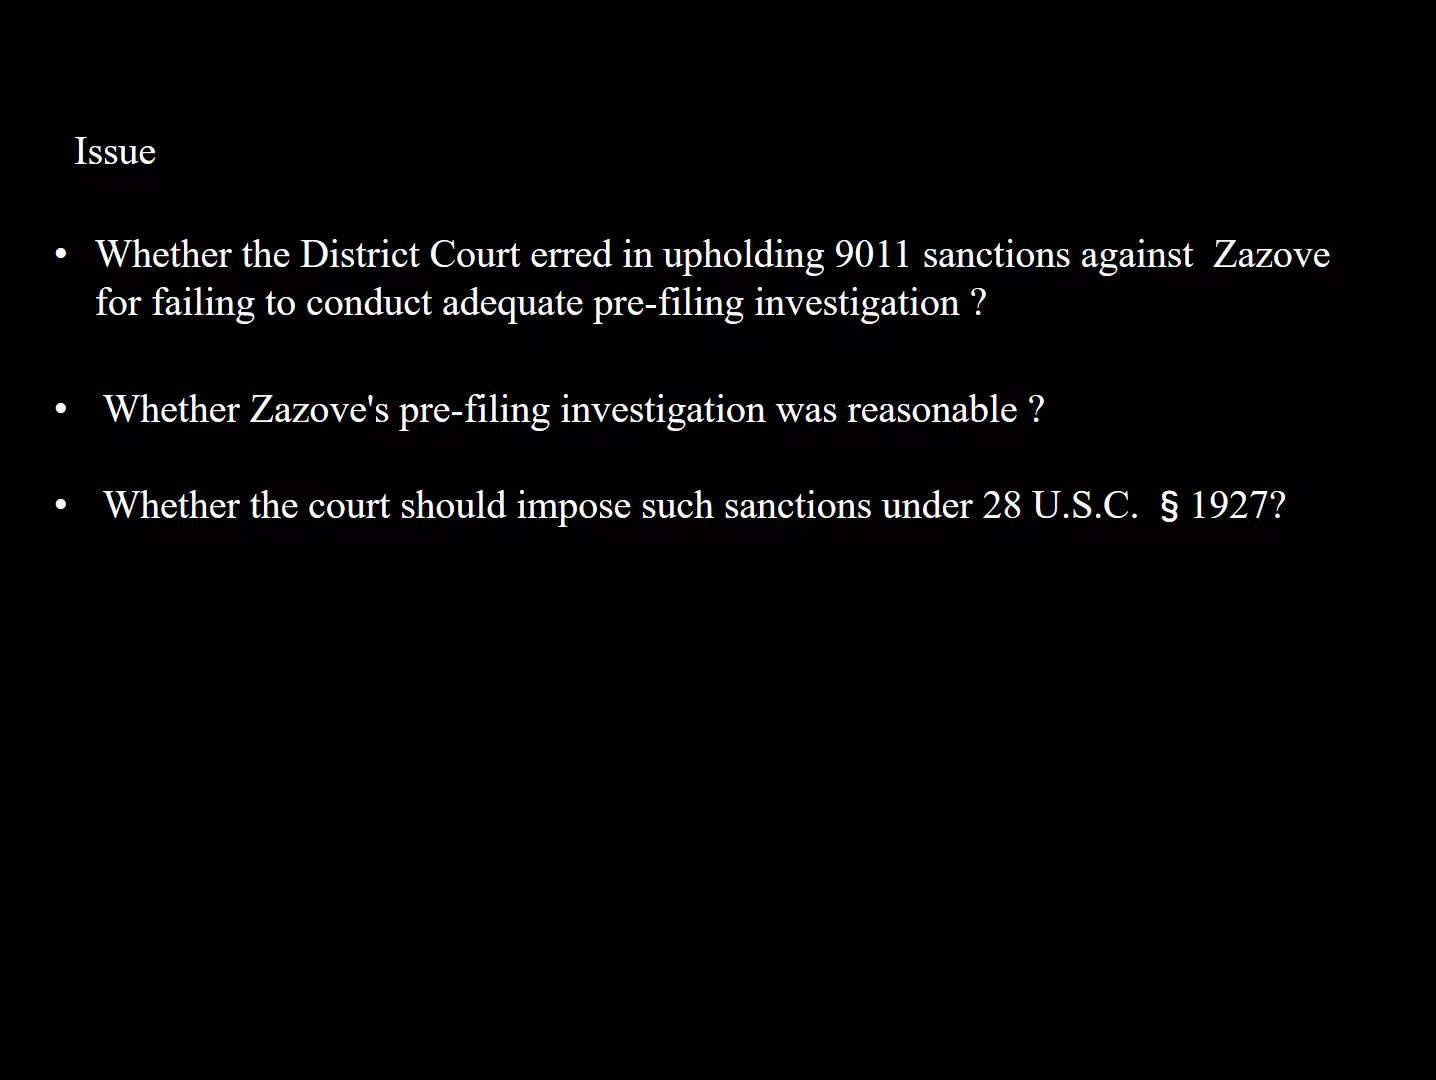 Issue
• Whether the District Court erred in upholding 9011 sanctions against  Zazove
for failing to conduct adequate pre-filing investigation ?
• Whether Zazove's pre-filing investigation was reasonable ?
• Whether the court should impose such sanctions under 28 U.S.C.  § 1927?